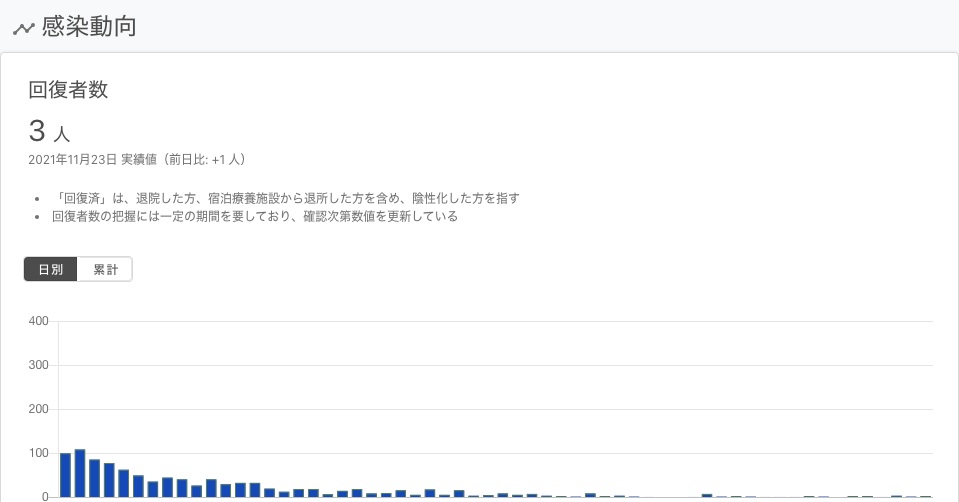 感染動向
回復者数
3 人
2021年11月23日 実績値（前日比: +1 人）
• 「回復済」は、退院した方、宿泊療養施設から退所した方を含め、陰性化した方を指す
• 回復者数の把握には一定の期間を要しており、確認次第数値を更新している
日別 累計
400
300
200
100
0